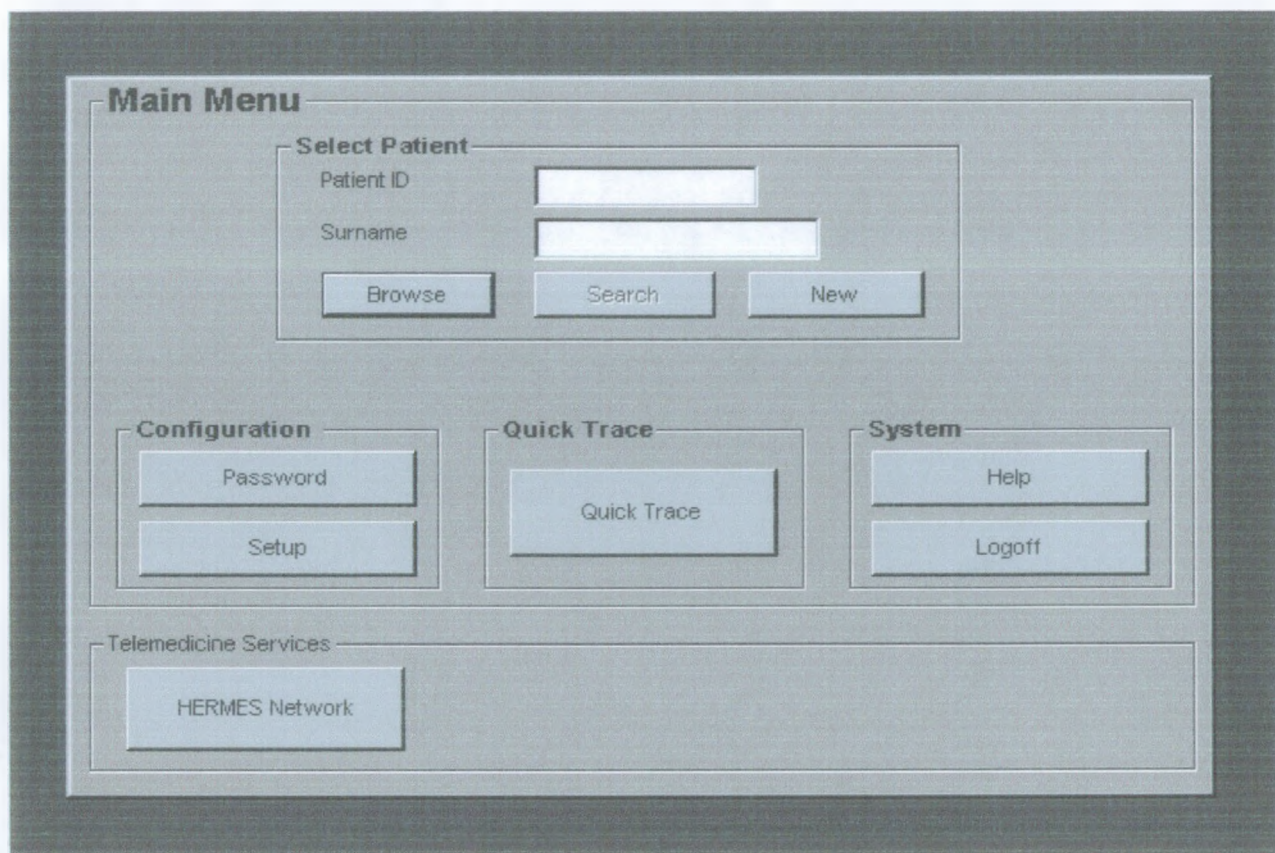 Main Menu
Select Patient
Patient ID
Surname
Browse Search New
Configuration Quick Trace System
Password Quick Trace Help
Setup Logoff
Telemedicine Services
HERMES Network